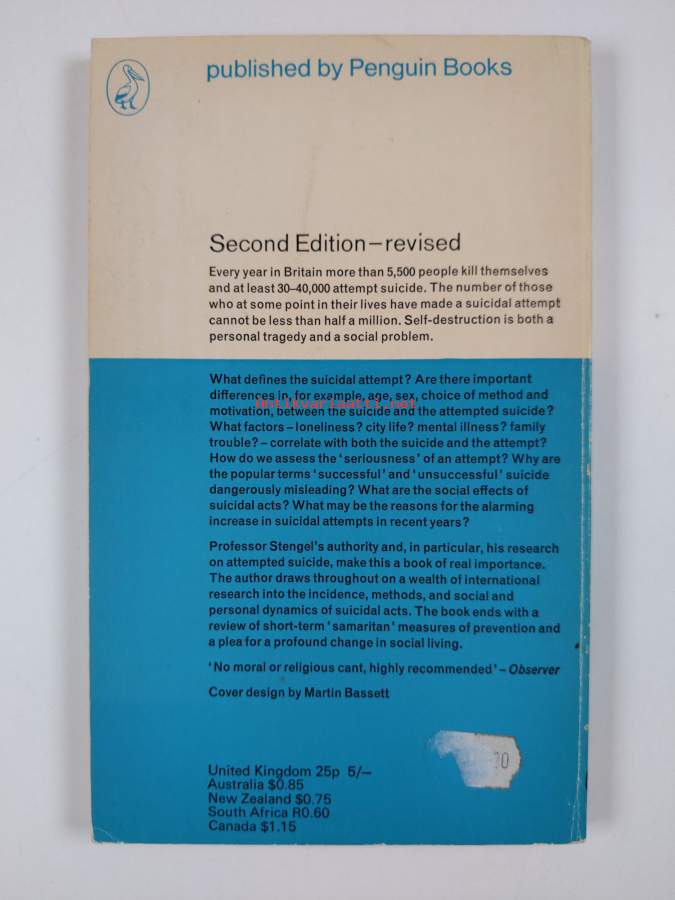 published by Penguin Books
Second Edition–revised
Every year in Britain more than 5,500 people kill themselves
and at least 30–40,000 attempt suicide. The number of those
who at some point in their lives have made a suicidal attempt
cannot be less than half a million. Self-destruction is both a
personal tragedy and a social problem.
What defines the suicidal attempt? Are there important
differences in, for example, age, sex, choice of method and
antikvariaatti.net
motivation, between the suicide and the attempted suicide?
What factors – loneliness? city life? mental illness? family
trouble? – correlate with both the suicide and the attempt?
How do we assess the 'seriousness' of an attempt? Why are
the popular terms 'successful' and 'unsuccessful' suicide
dangerously misleading? What are the social effects of
suicidal acts? What may be the reasons for the alarming
increase in suicidal attempts in recent years?
Professor Stengel's authority and, in particular, his research
on attempted suicide, make this a book of real importance.
The author draws throughout on a wealth of international
research into the incidence, methods, and social and
personal dynamics of suicidal acts. The book ends with a
review of short-term 'samaritan' measures of prevention and
a plea for a profound change in social living.
'No moral or religious cant, highly recommended' – Observer
Cover design by Martin Bassett
United Kingdom 25p 5/–
Australia $0.85
New Zealand $0.75
South Africa R0.60
Canada $1.15